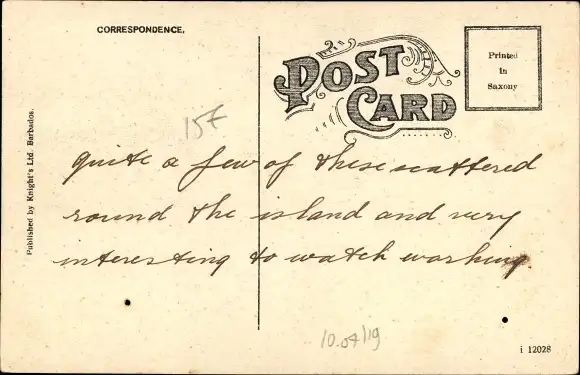 CORRESPONDENCE.
POST CARD
Printed
in
Saxony
Published by Knight's Ltd. Barbados.
15F
quite a few of these scattered
round the island and very
interesting to watch working.
10.07/19
i 12028